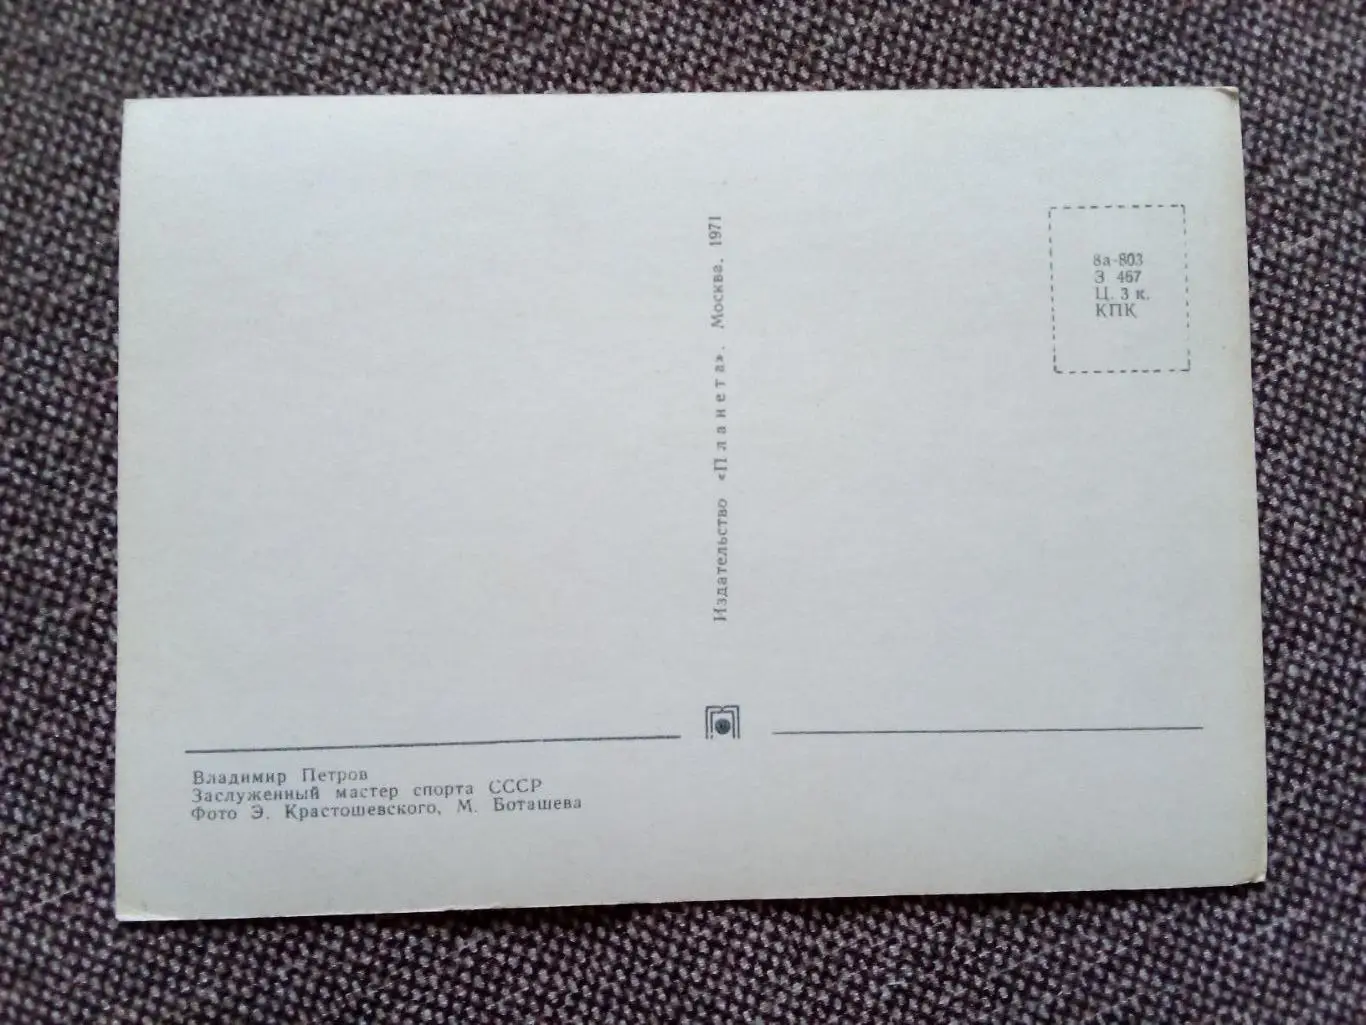 Издательство «Планета». Москва. 1971
8а-803
З 467
Ц. 3 к.
КПК
Владимир Петров
Заслуженный мастер спорта СССР
Фото Э. Крастошевского, М. Боташева